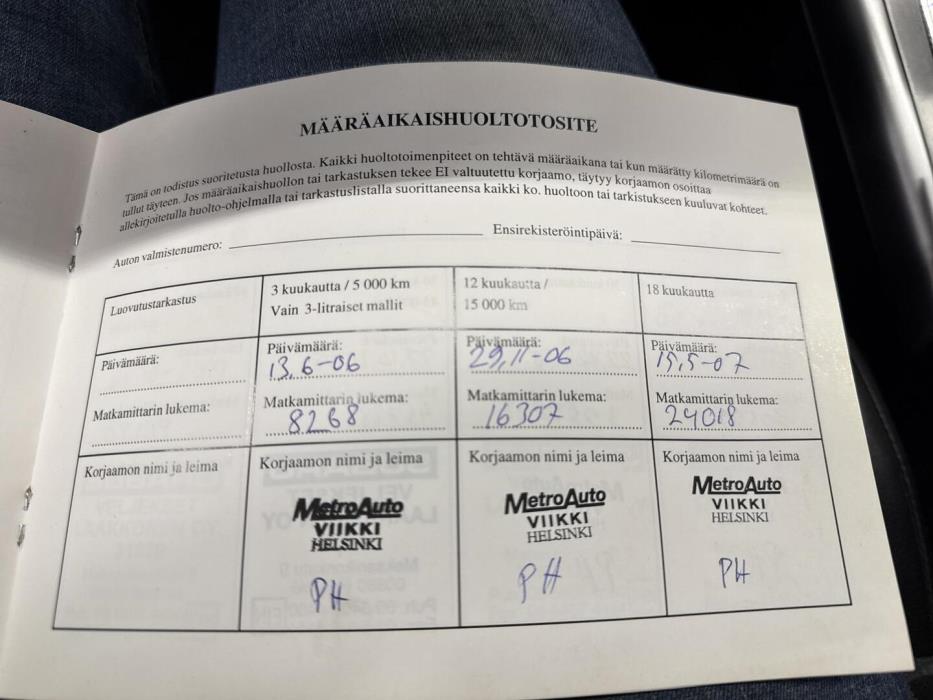 MÄÄRÄAIKAISHUOLTOTOSITE
Tämä on todistus suoritetusta huollosta. Kaikki huoltotoimenpiteet on tehtävä määräaikana tai kun määrätty kilometrimäärä on
tullut täyteen. Jos määräaikaishuollon tai tarkastuksen tekee EI valtuutettu korjaamo, täytyy korjaamon osoittaa
allekirjoitetulla huolto-ohjelmalla tai tarkastuslistalla suorittaneensa kaikki ko. huoltoon tai tarkistukseen kuuluvat kohteet.
Auton valmistenumero: Ensirekisteröintipäivä:
Luovutustarkastus
3 kuukautta / 5 000 km
Vain 3-litraiset mallit
12 kuukautta /
15 000 km
18 kuukautta
Päivämäärä:
Päivämäärä:
13.6-06
Päivämäärä:
29.11-06
Päivämäärä:
15.5-07
Matkamittarin lukema:
Matkamittarin lukema:
8268
Matkamittarin lukema:
16307
Matkamittarin lukema:
24018
Korjaamon nimi ja leima
Korjaamon nimi ja leima
MetroAuto
VIIKKI
HELSINKI
PH
Korjaamon nimi ja leima
MetroAuto
VIIKKI
HELSINKI
PH
Korjaamon nimi ja leima
MetroAuto
VIIKKI
HELSINKI
PH